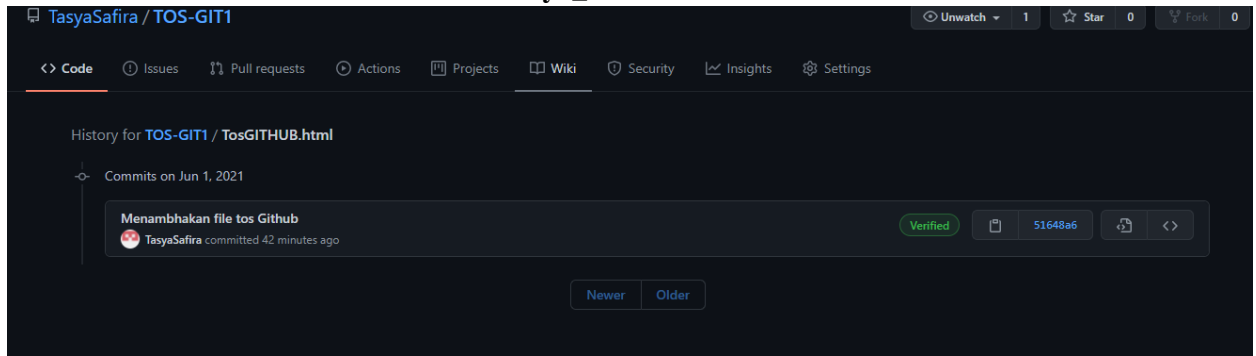 TasyaSafira / TOS-GIT1
Unwatch 1 Star 0 Fork 0
<> Code Issues Pull requests Actions Projects Wiki Security Insights Settings
History for TOS-GIT1 / TosGITHUB.html
Commits on Jun 1, 2021
Menambhakan file tos Github
Verified 51648a6 <>
TasyaSafira committed 42 minutes ago
Newer Older